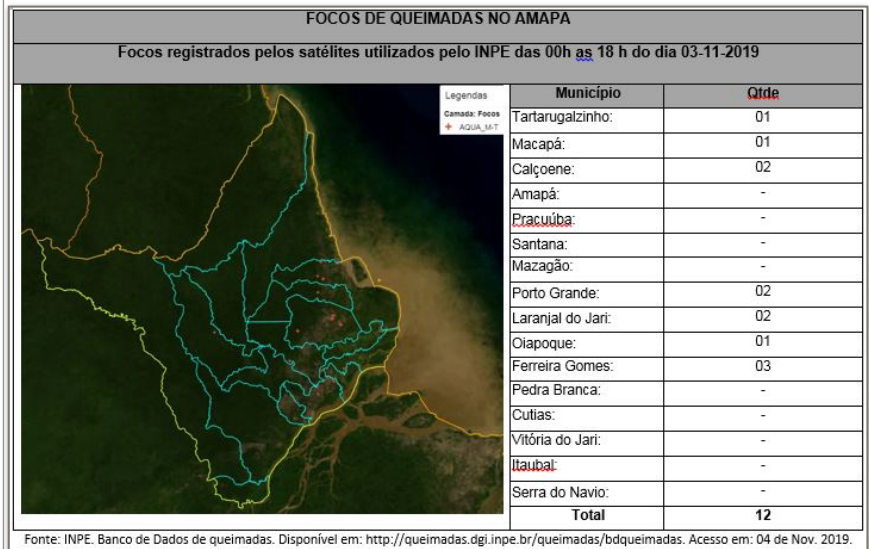 FOCOS DE QUEIMADAS NO AMAPA
Focos registrados pelos satélites utilizados pelo INPE das 00h as 18 h do dia 03-11-2019
Legendas
Camada: Focos
+ AQUA_M-T
Município Qtde
Tartarugalzinho: 01
Macapá: 01
Calçoene: 02
Amapá: -
Pracuúba: -
Santana: -
Mazagão: -
Porto Grande: 02
Laranjal do Jari: 02
Oiapoque: 01
Ferreira Gomes: 03
Pedra Branca: -
Cutias: -
Vitória do Jari: -
Itaubal: -
Serra do Navio: -
Total 12
Fonte: INPE. Banco de Dados de queimadas. Disponível em: http://queimadas.dgi.inpe.br/queimadas/bdqueimadas. Acesso em: 04 de Nov. 2019.